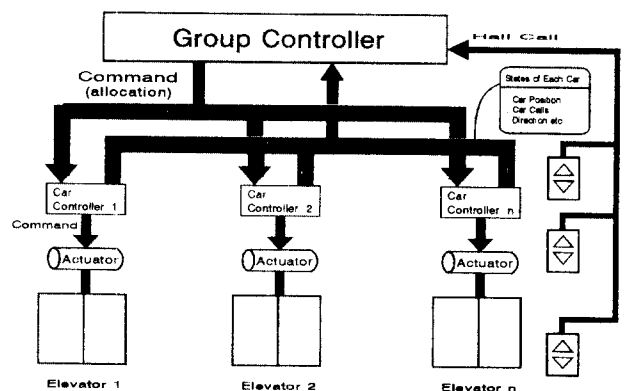 Group Controller
Hall Call
Command
(allocation)
States of Each Car
Car Position
Car Calls
Direction etc
Car
Controller 1
Car
Controller 2
Car
Controller n
Command
Actuator
Actuator
Actuator
Elevator 1
Elevator 2
Elevator n